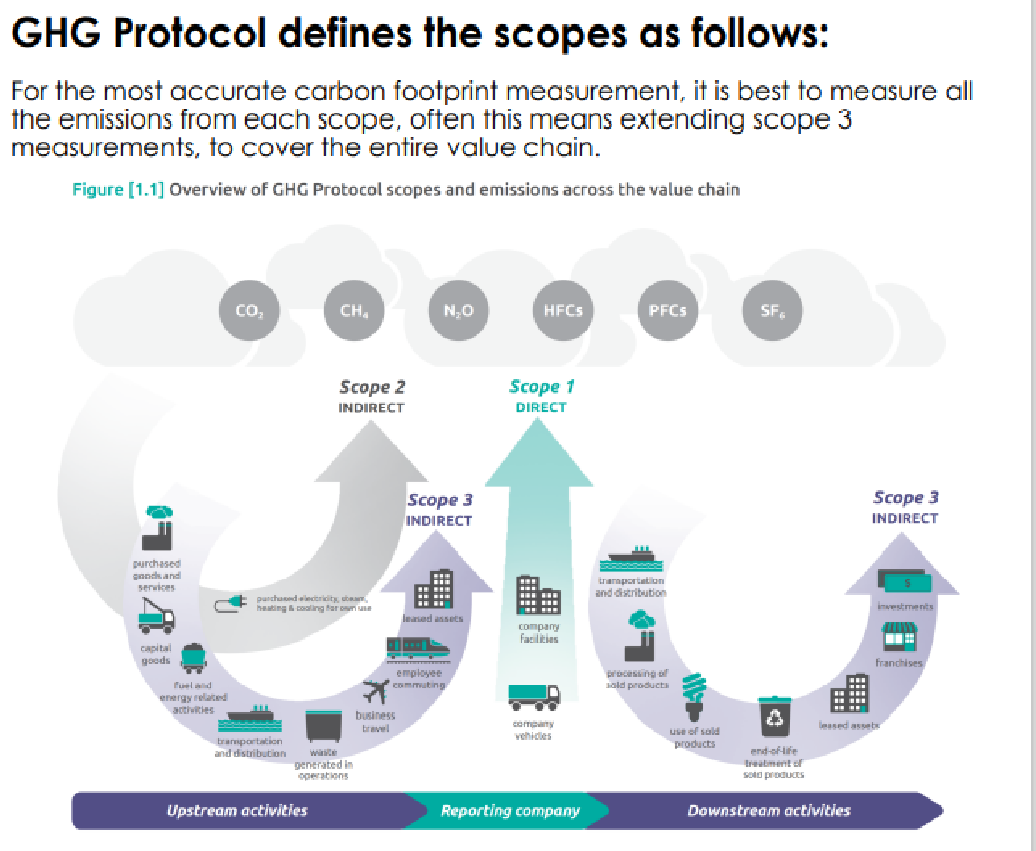 GHG Protocol defines the scopes as follows:
For the most accurate carbon footprint measurement, it is best to measure all
the emissions from each scope, often this means extending scope 3
measurements, to cover the entire value chain.
Figure [1.1] Overview of GHG Protocol scopes and emissions across the value chain
CO₂
CH₄
N₂O
HFCs
PFCs
SF₆
Scope 2
INDIRECT
Scope 1
DIRECT
Scope 3
INDIRECT
Scope 3
INDIRECT
purchased
goods and
services
capital
goods
fuel and
energy related
activities
transportation
and distribution
waste
generated in
operations
business
travel
employee
commuting
leased assets
purchased electricity, steam,
heating & cooling for own use
company
facilities
company
vehicles
transportation
and distribution
processing of
sold products
use of sold
products
end-of-life
treatment of
sold products
leased assets
franchises
investments
$
Upstream activities
Reporting company
Downstream activities